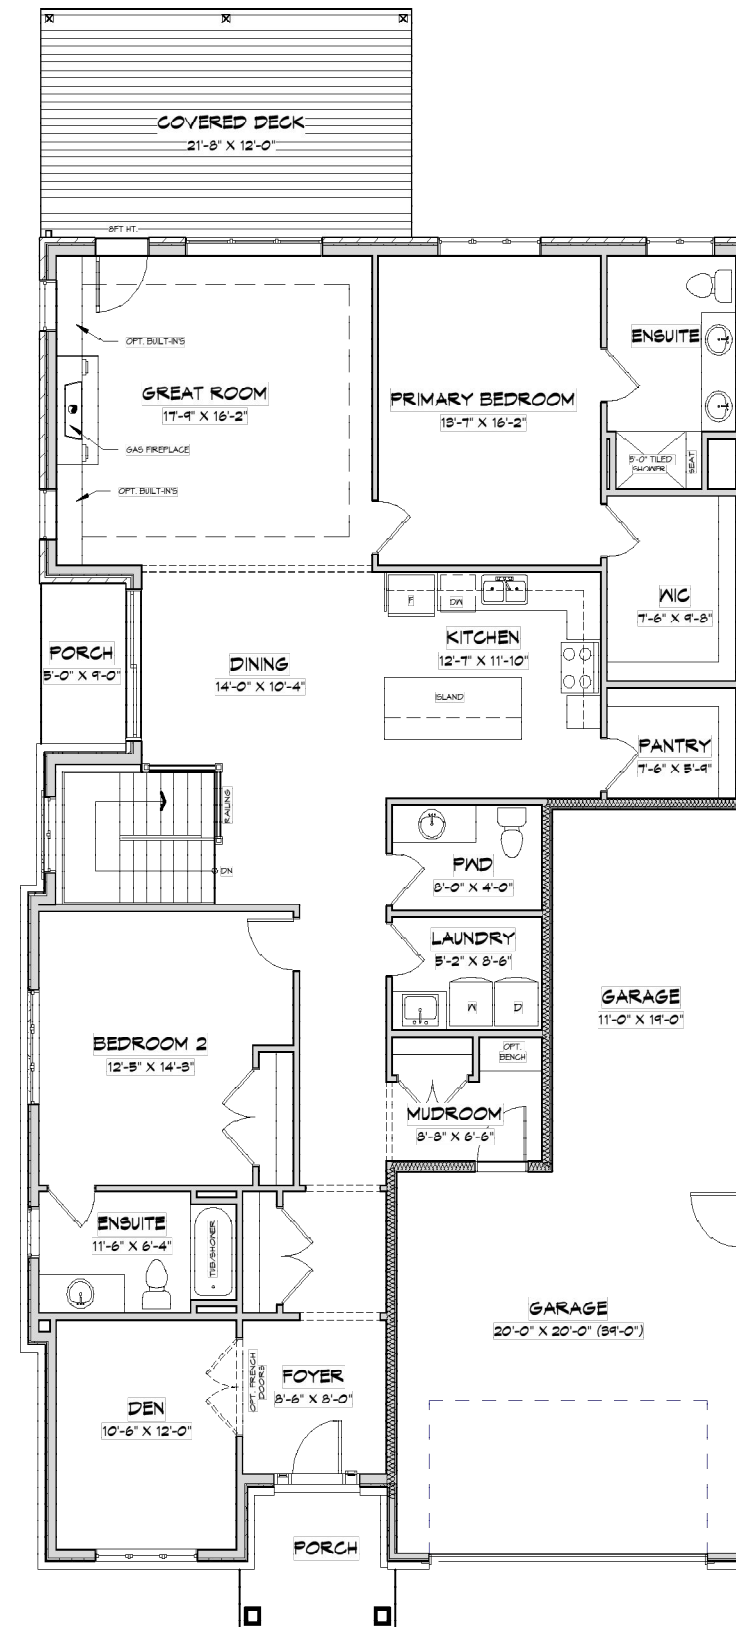 COVERED DECK
21'-8" X 12'-0"
8FT HT.
OPT. BUILT-IN'S
ENSUITE
GREAT ROOM
17'-9" X 16'-2"
PRIMARY BEDROOM
13'-7" X 16'-2"
GAS FIREPLACE
5'-0" TILED
SHOWER
SEAT
OPT. BUILT-IN'S
F
DW
WIC
7'-6" X 9'-8"
KITCHEN
12'-7" X 11'-10"
PORCH
5'-0" X 9'-0"
DINING
14'-0" X 10'-4"
ISLAND
PANTRY
7'-6" X 5'-9"
RAILING
DN
PWD
8'-0" X 4'-0"
LAUNDRY
5'-2" X 8'-6"
W
D
GARAGE
11'-0" X 19'-0"
BEDROOM 2
12'-5" X 14'-3"
OPT.
BENCH
MUDROOM
8'-8" X 6'-6"
ENSUITE
11'-6" X 6'-4"
TUB/SHOWER
GARAGE
20'-0" X 20'-0" (39'-0")
OPT. FRENCH
DOORS
FOYER
8'-6" X 8'-0"
DEN
10'-6" X 12'-0"
PORCH